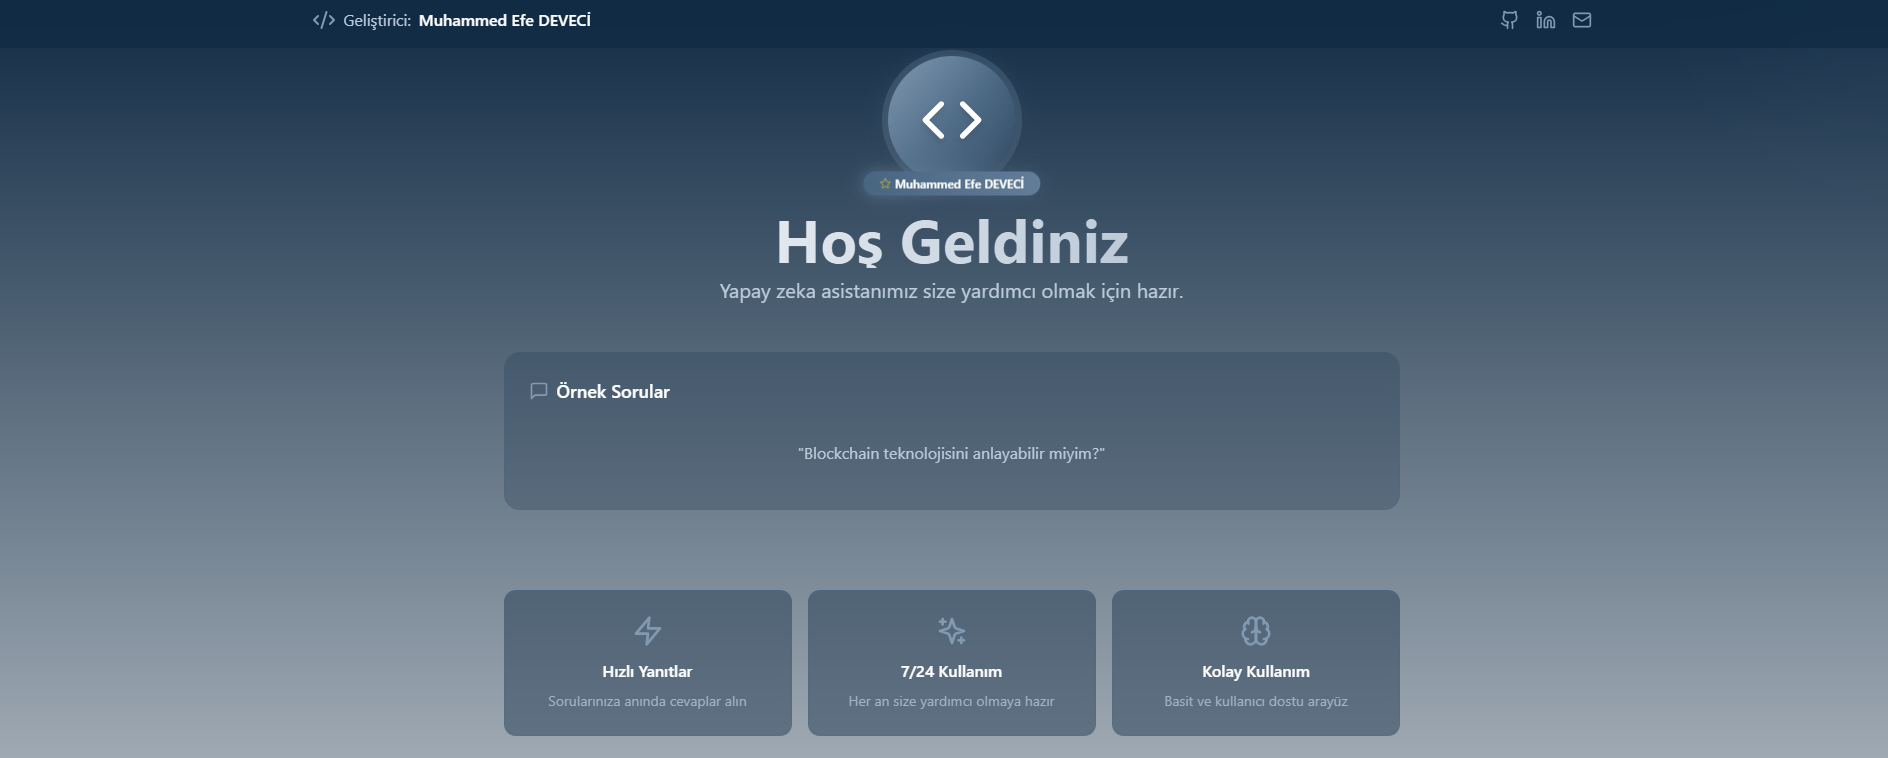 Geliştirici: Muhammed Efe DEVECİ
Muhammed Efe DEVECİ
Hoş Geldiniz
Yapay zeka asistanımız size yardımcı olmak için hazır.
Örnek Sorular
"Blockchain teknolojisini anlayabilir miyim?"
Hızlı Yanıtlar
Sorularınıza anında cevaplar alın
7/24 Kullanım
Her an size yardımcı olmaya hazır
Kolay Kullanım
Basit ve kullanıcı dostu arayüz